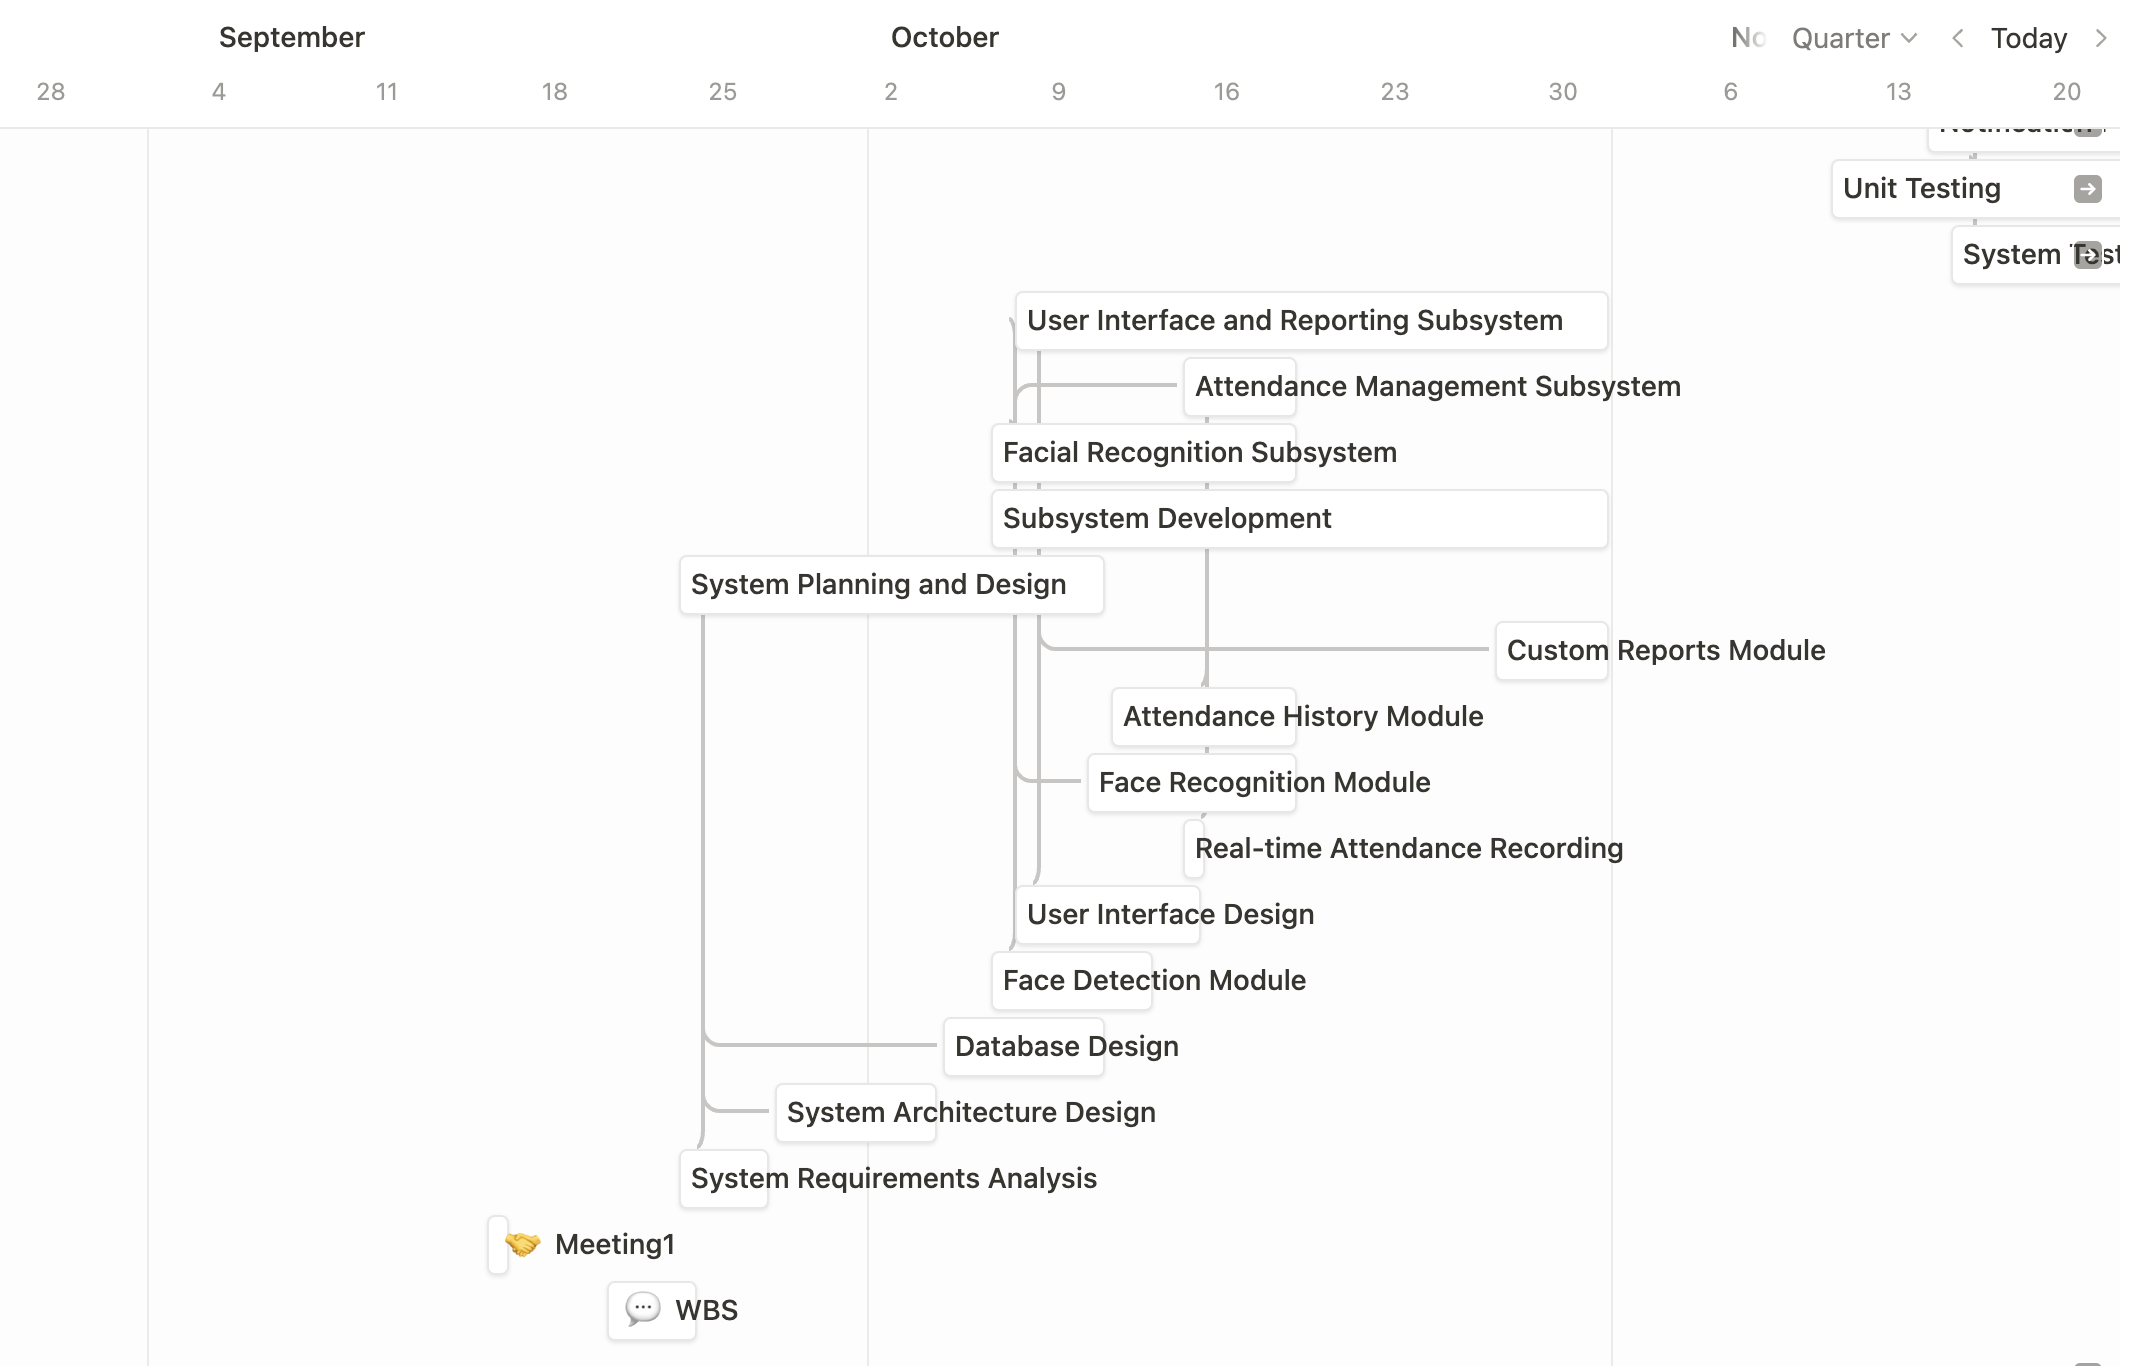 September October Quarter Today
28 4 11 18 25 2 9 16 23 30 6 13 20
Unit Testing
System
User Interface and Reporting Subsystem
Attendance Management Subsystem
Facial Recognition Subsystem
Subsystem Development
System Planning and Design
Custom Reports Module
Attendance History Module
Face Recognition Module
Real-time Attendance Recording
User Interface Design
Face Detection Module
Database Design
System Architecture Design
System Requirements Analysis
Meeting1
WBS